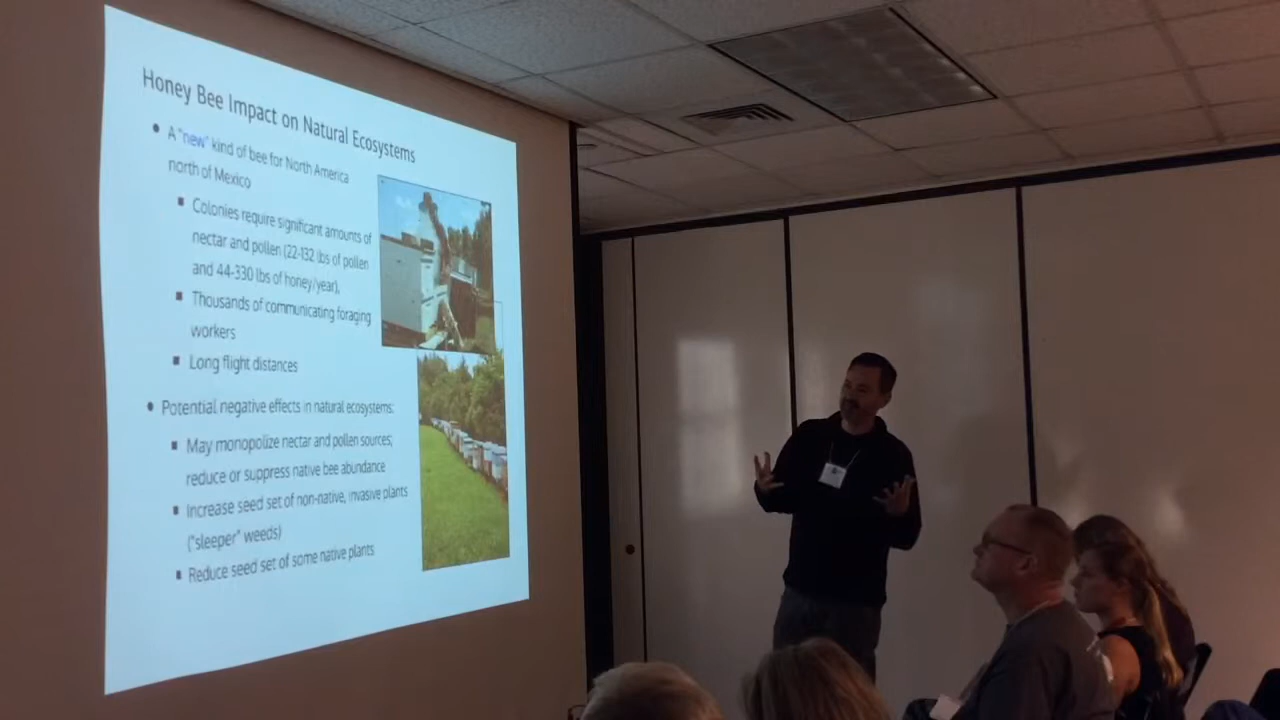 Honey Bee Impact on Natural Ecosystems
• A "new" kind of bee for North America
north of Mexico
▪ Colonies require significant amounts of
nectar and pollen (22-132 lbs of pollen
and 44-330 lbs of honey/year),
▪ Thousands of communicating foraging
workers
▪ Long flight distances
• Potential negative effects in natural ecosystems:
▪ May monopolize nectar and pollen sources;
reduce or suppress native bee abundance
▪ Increase seed set of non-native, invasive plants
("sleeper" weeds)
▪ Reduce seed set of some native plants